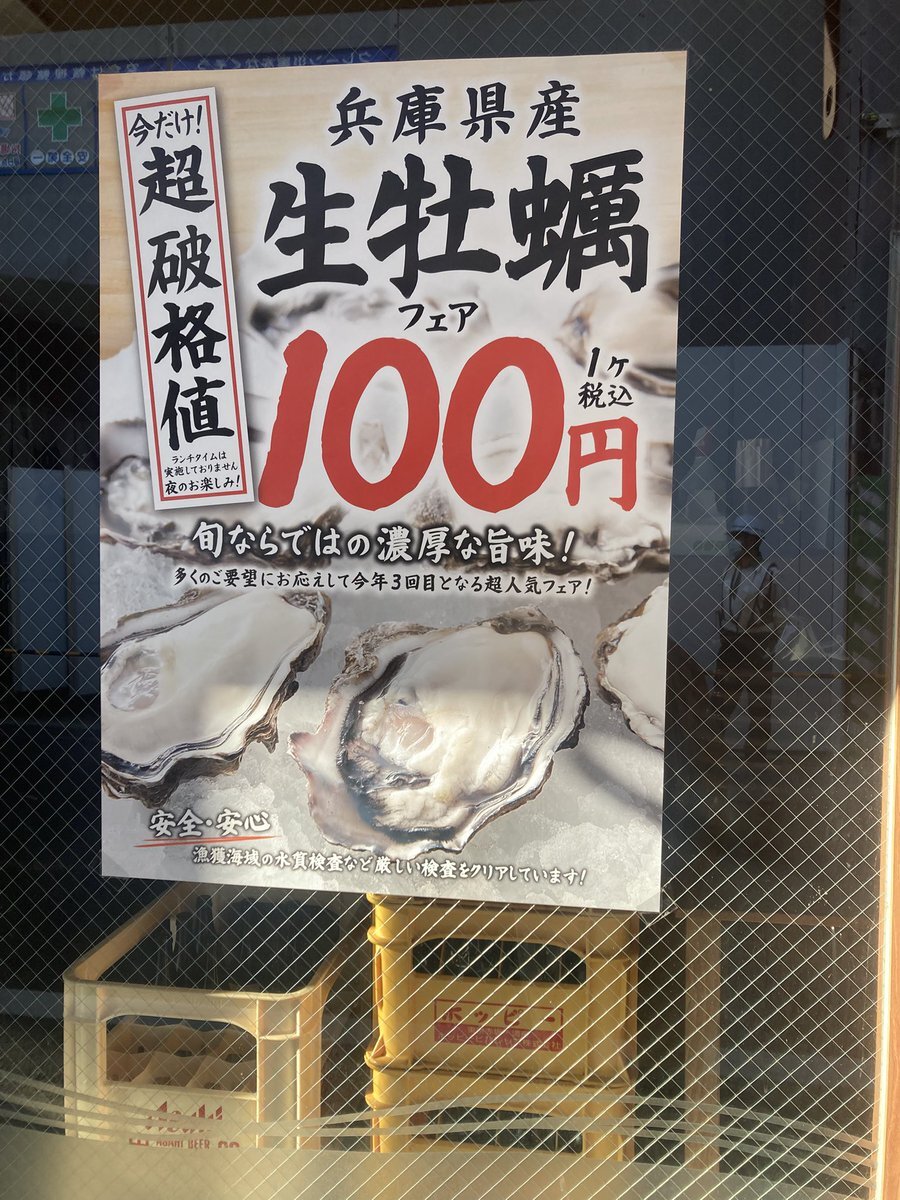 今だけ!
超破格値
ランチタイムは
実施しておりません
夜のお楽しみ!
兵庫県産
生牡蠣
フェア
100円
1ヶ
税込
旬ならではの濃厚な旨味!
多くのご要望にお応えして今年3回目となる超人気フェア!
安全・安心
漁獲海域の水質検査など厳しい検査をクリアしています!
ホッピー
Asahi
ASAHI BEER